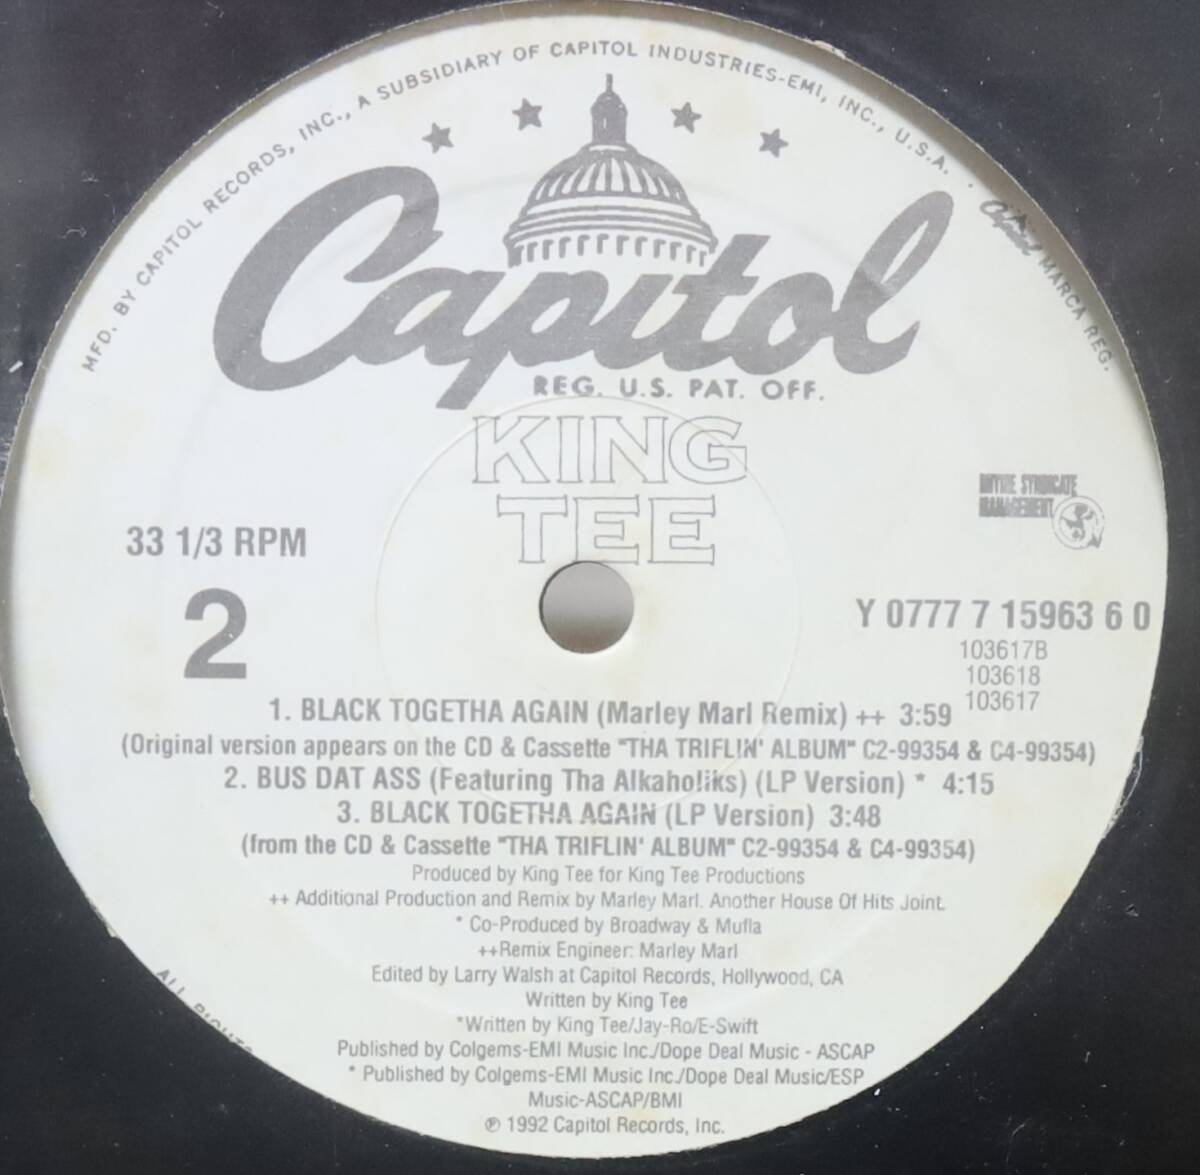 MFD. BY CAPITOL RECORDS, INC., A SUBSIDIARY OF CAPITOL INDUSTRIES-EMI, INC., U.S.A. . Capitol MARCA REG.
Capitol
REG. U.S. PAT. OFF.
KING
TEE
RHYME SYNDICATE
MANAGEMENT
33 1/3 RPM
2
Y 0777 7 15963 6 0
103617B
103618
103617
1. BLACK TOGETHA AGAIN (Marley Marl Remix) ++ 3:59
(Original version appears on the CD & Cassette "THA TRIFLIN' ALBUM" C2-99354 & C4-99354)
2. BUS DAT ASS (Featuring Tha Alkaholiks) (LP Version) * 4:15
3. BLACK TOGETHA AGAIN (LP Version) 3:48
(from the CD & Cassette "THA TRIFLIN' ALBUM" C2-99354 & C4-99354)
Produced by King Tee for King Tee Productions
++ Additional Production and Remix by Marley Marl. Another House Of Hits Joint.
* Co-Produced by Broadway & Mufla
++Remix Engineer: Marley Marl
Edited by Larry Walsh at Capitol Records, Hollywood, CA
Written by King Tee
*Written by King Tee/Jay-Ro/E-Swift
Published by Colgems-EMI Music Inc./Dope Deal Music - ASCAP
* Published by Colgems-EMI Music Inc./Dope Deal Music/ESP
Music-ASCAP/BMI
℗ 1992 Capitol Records, Inc.
ALL RIGHTS